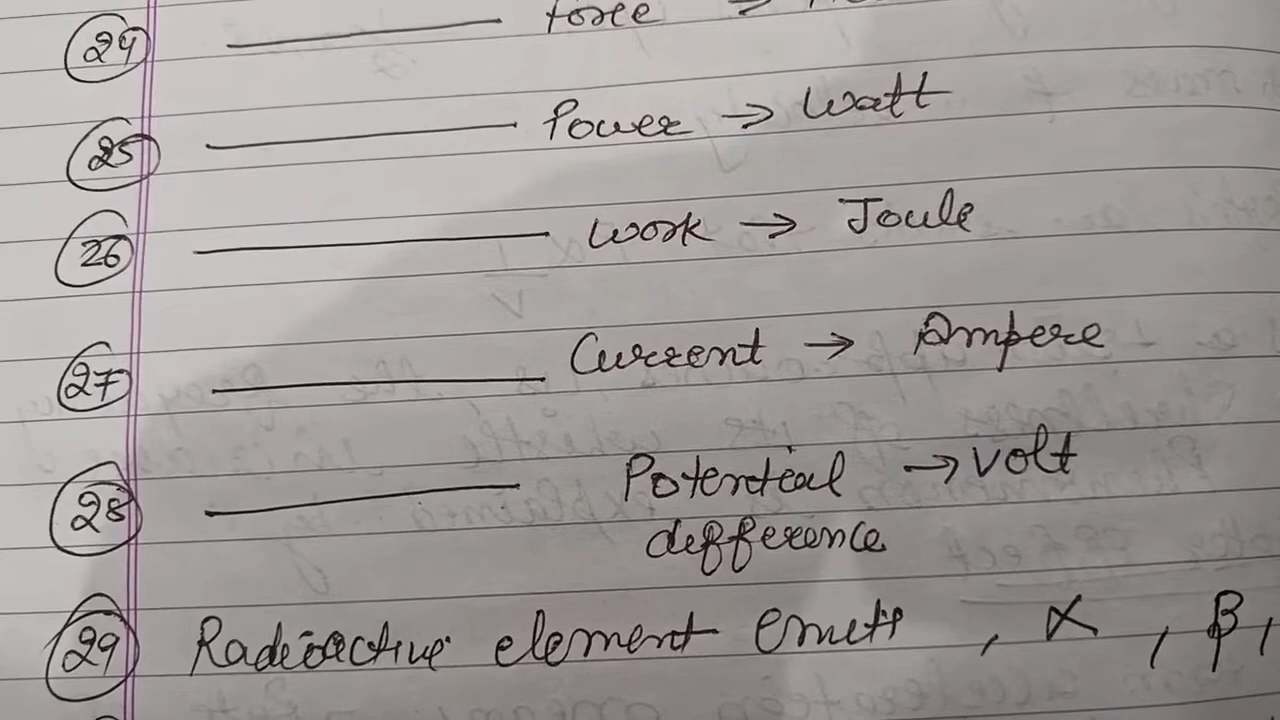 24 ———— force →
25 ———— Power → Watt
26 ———— work → Joule
27 ———— Current → Ampere
28 ———— Potential → volt
difference
29 Radioactive element emits , α , β ,